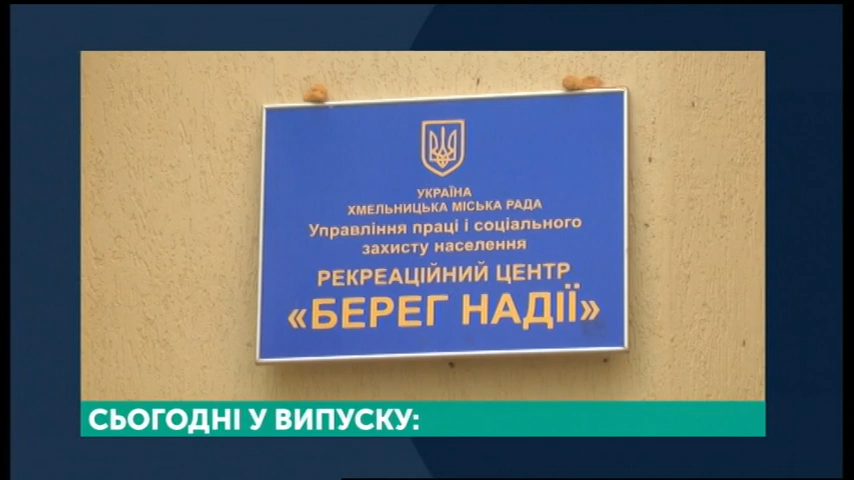 УКРАЇНА
ХМЕЛЬНИЦЬКА МІСЬКА РАДА
Управління праці і соціального
захисту населення
РЕКРЕАЦІЙНИЙ ЦЕНТР
«БЕРЕГ НАДІЇ»
СЬОГОДНІ У ВИПУСКУ: